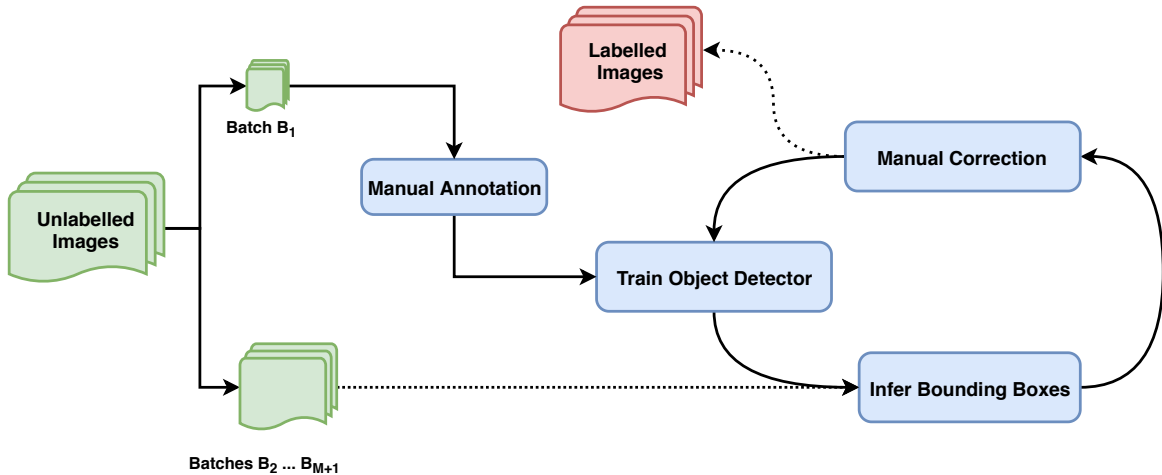 Labelled
Images
Batch B₁
Manual Correction
Manual Annotation
Unlabelled
Images
Train Object Detector
Infer Bounding Boxes
Batches B₂ ... B_M+1